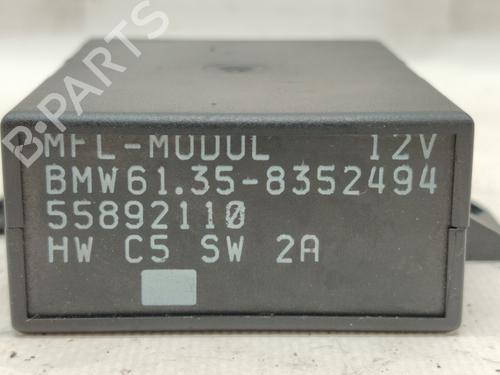 B-PARTS
MFL-MODUL 12V
BMW61.35-8352494
55892110
HW C5 SW 2A